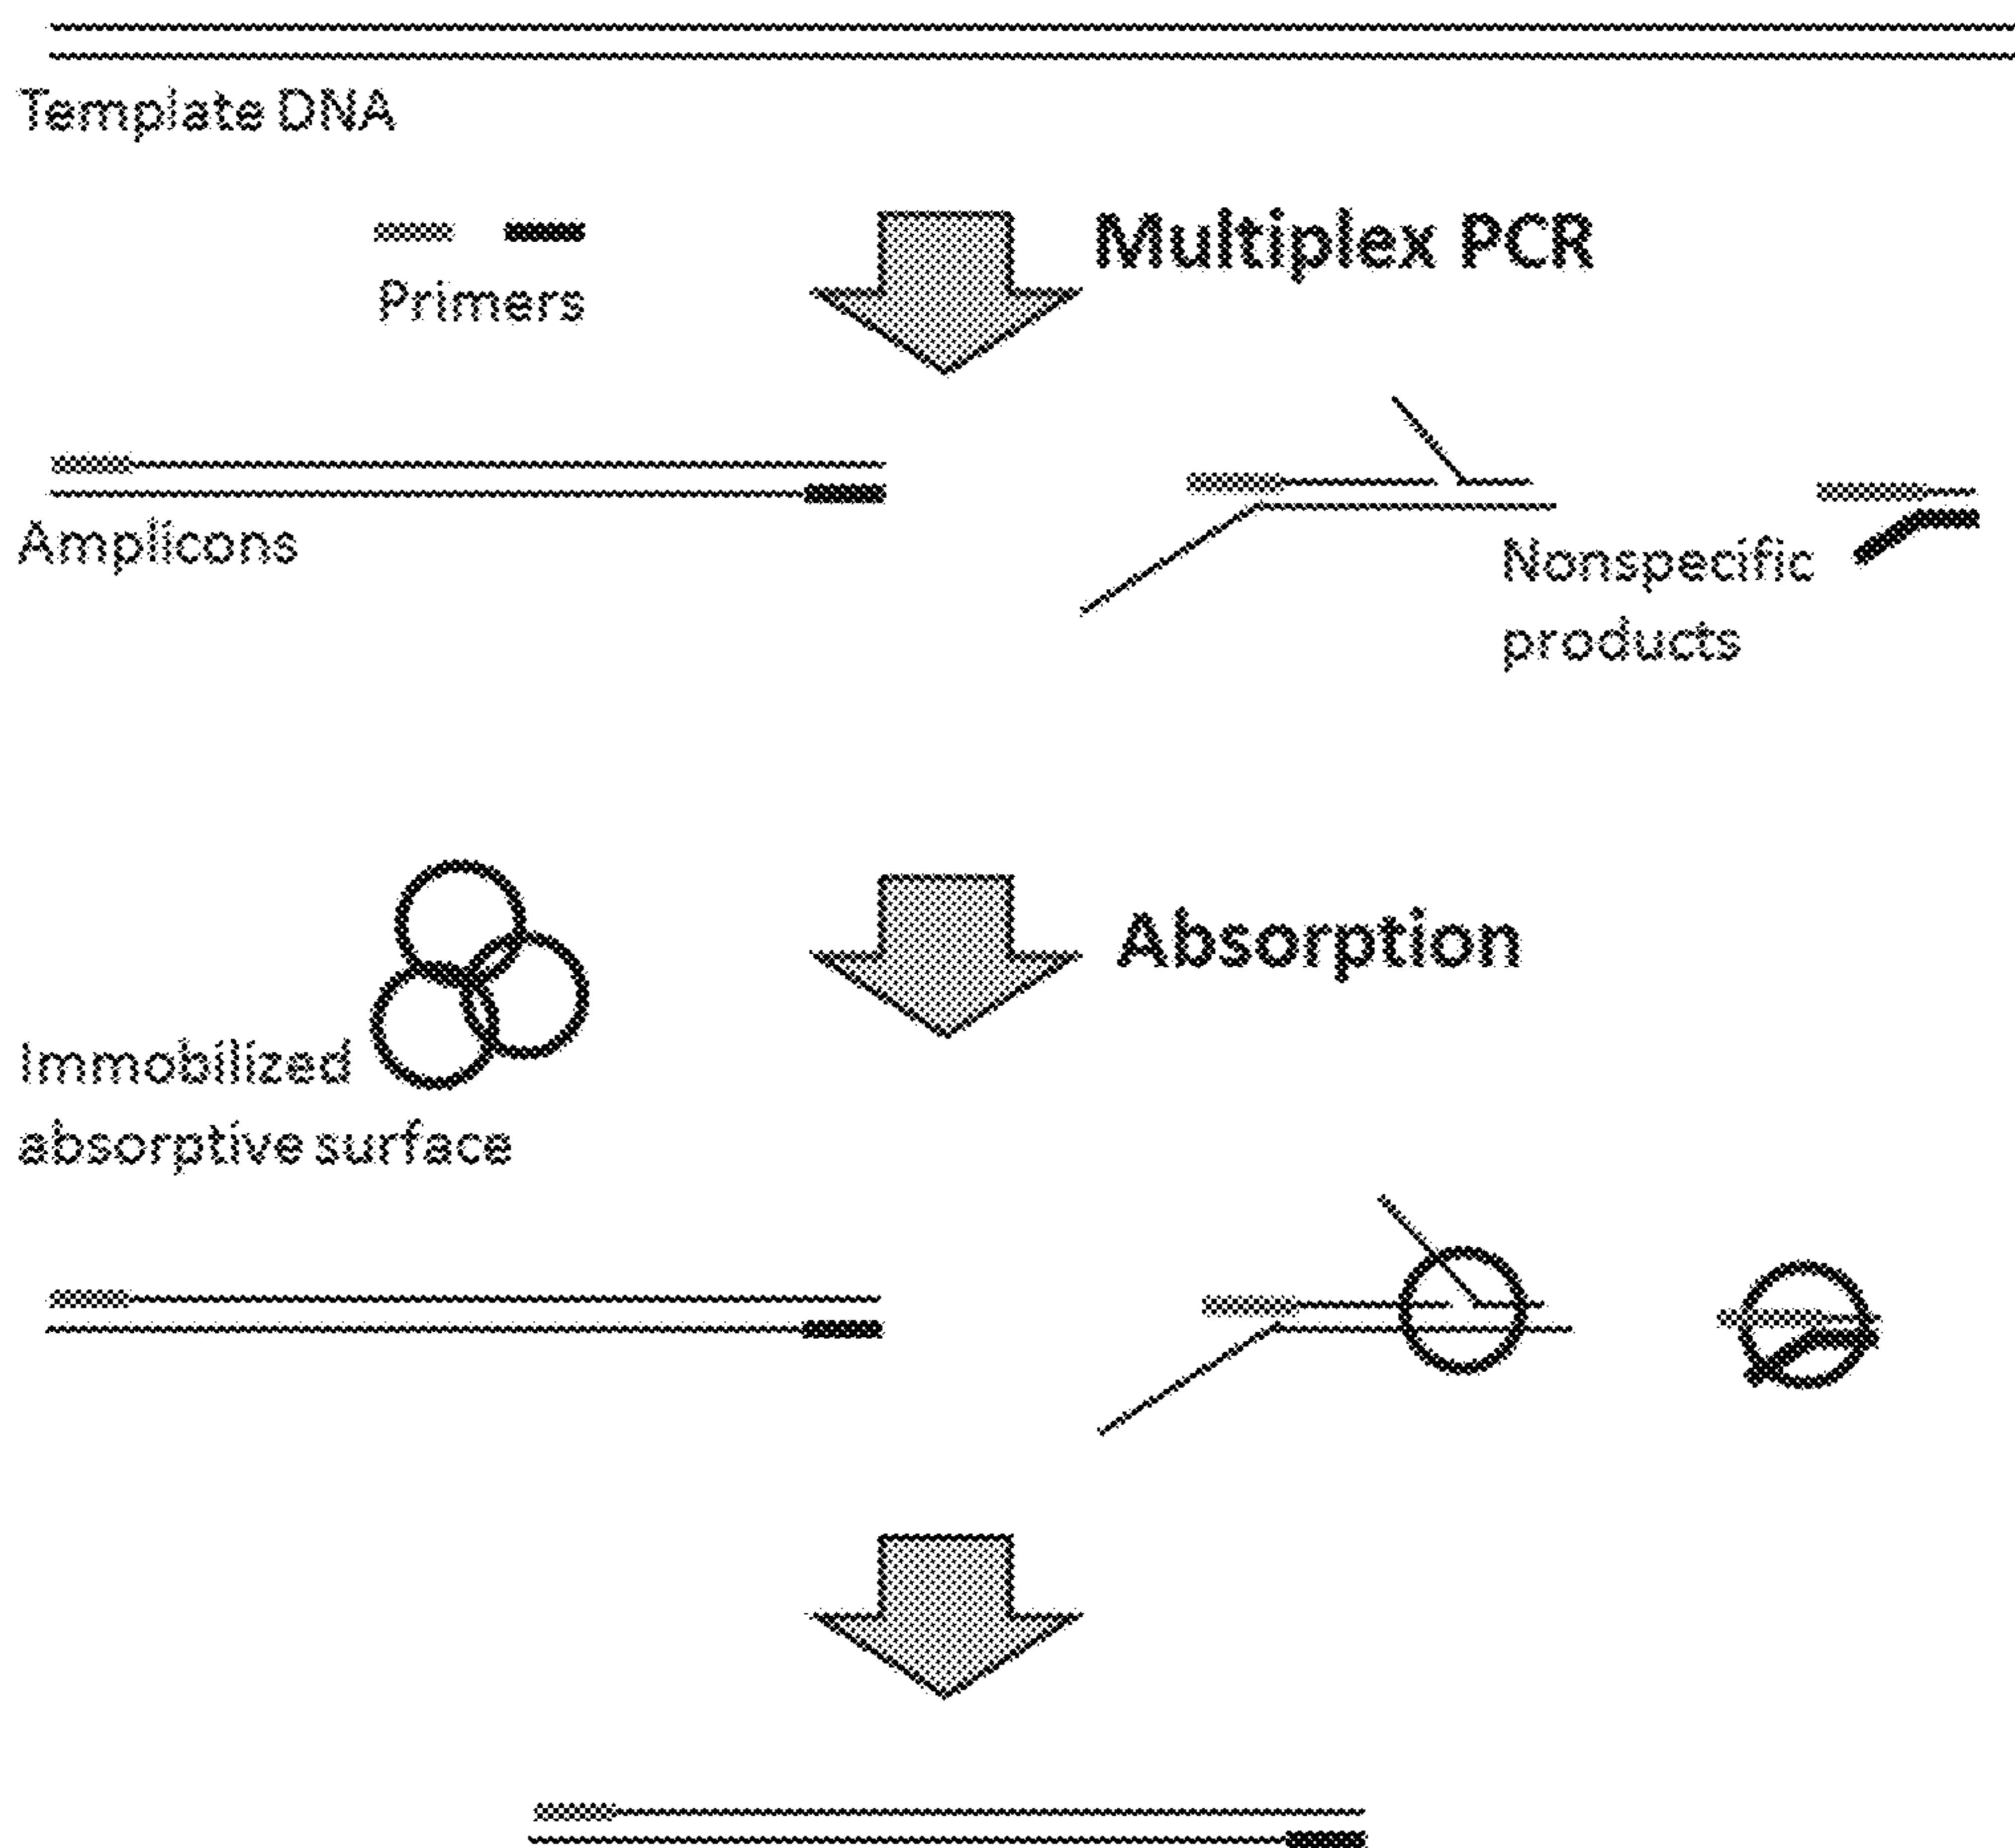 Template DNA
Multiplex PCR
Primers
Amplicons
Nonspecific
products
Absorption
Immobilized
absorptive surface